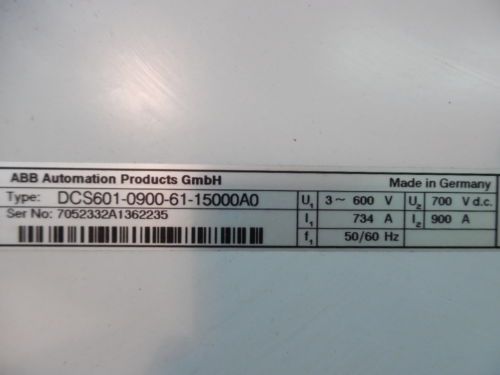 ABB Automation Products GmbH Made in Germany
Type: DCS601-0900-61-15000A0 U1 3~ 600 V U2 700 V d.c.
Ser No: 7052332A1362235 I1 734 A I2 900 A
f1 50/60 Hz